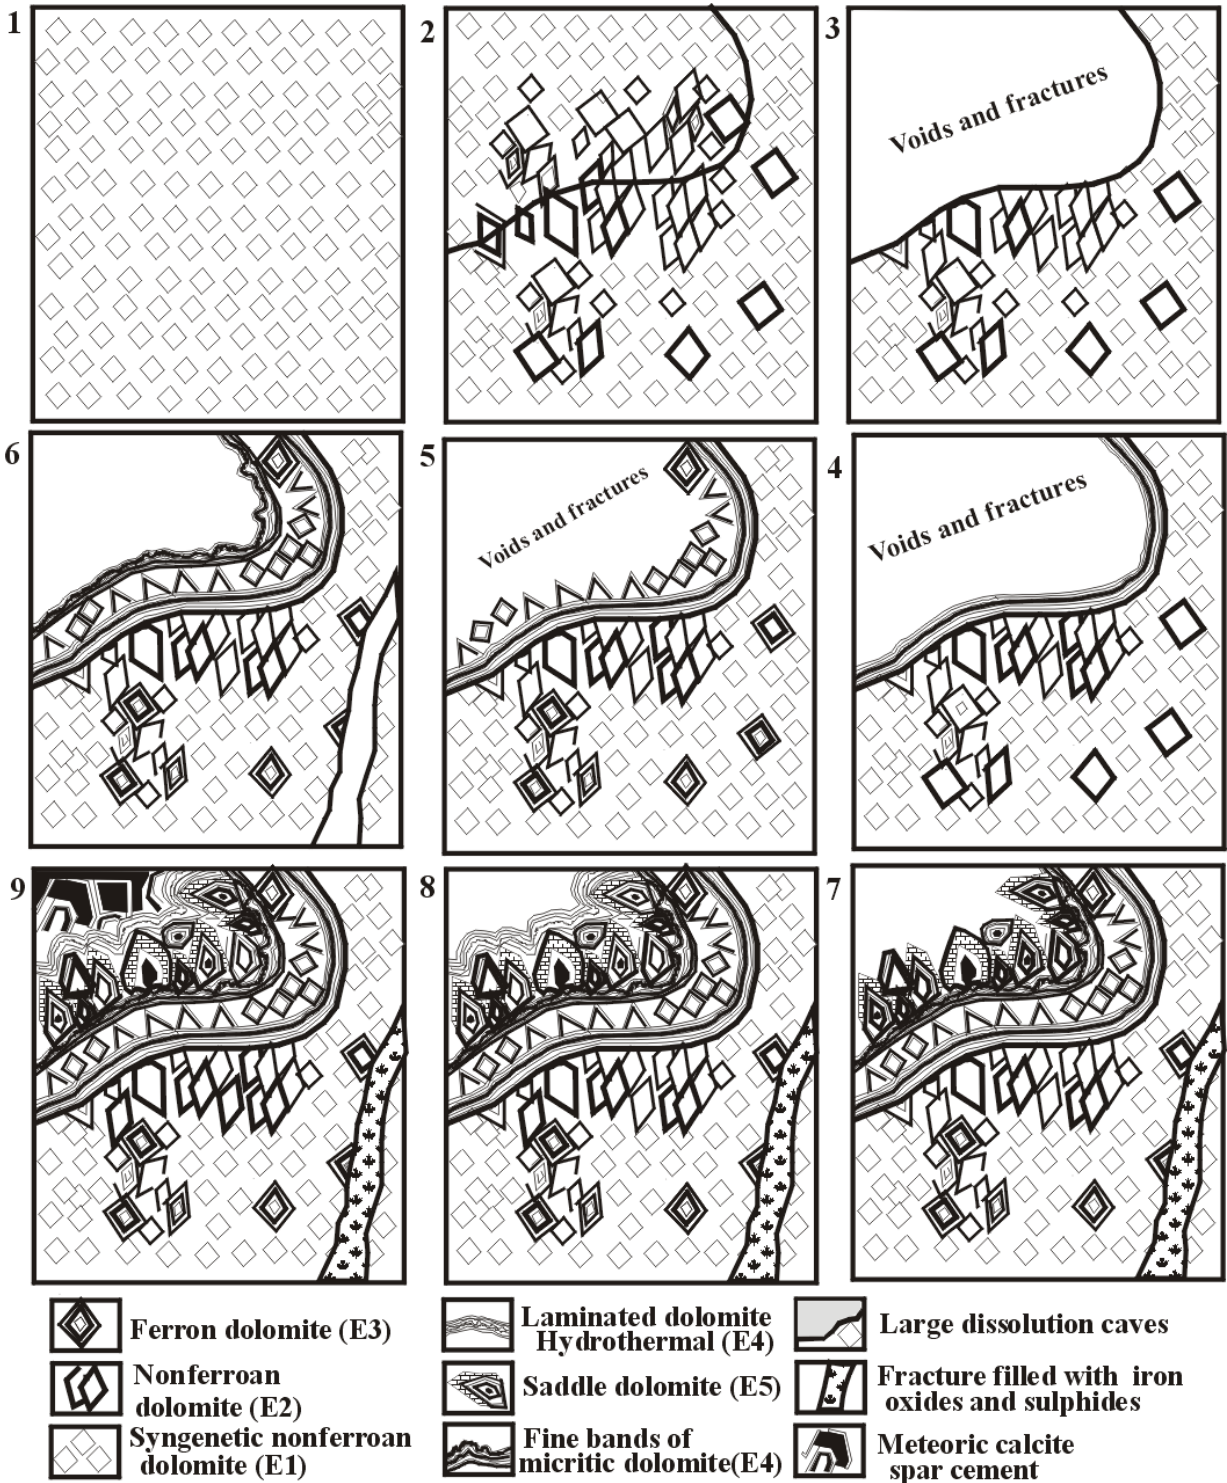 1
2
3
Voids and fractures
6
5
4
Voids and fractures
Voids and fractures
9
8
7
Ferron dolomite (E3)
Nonferroan
dolomite (E2)
Syngenetic nonferroan
dolomite (E1)
Laminated dolomite
Hydrothermal (E4)
Saddle dolomite (E5)
Fine bands of
micritic dolomite(E4)
Large dissolution caves
Fracture filled with iron
oxides and sulphides
Meteoric calcite
spar cement